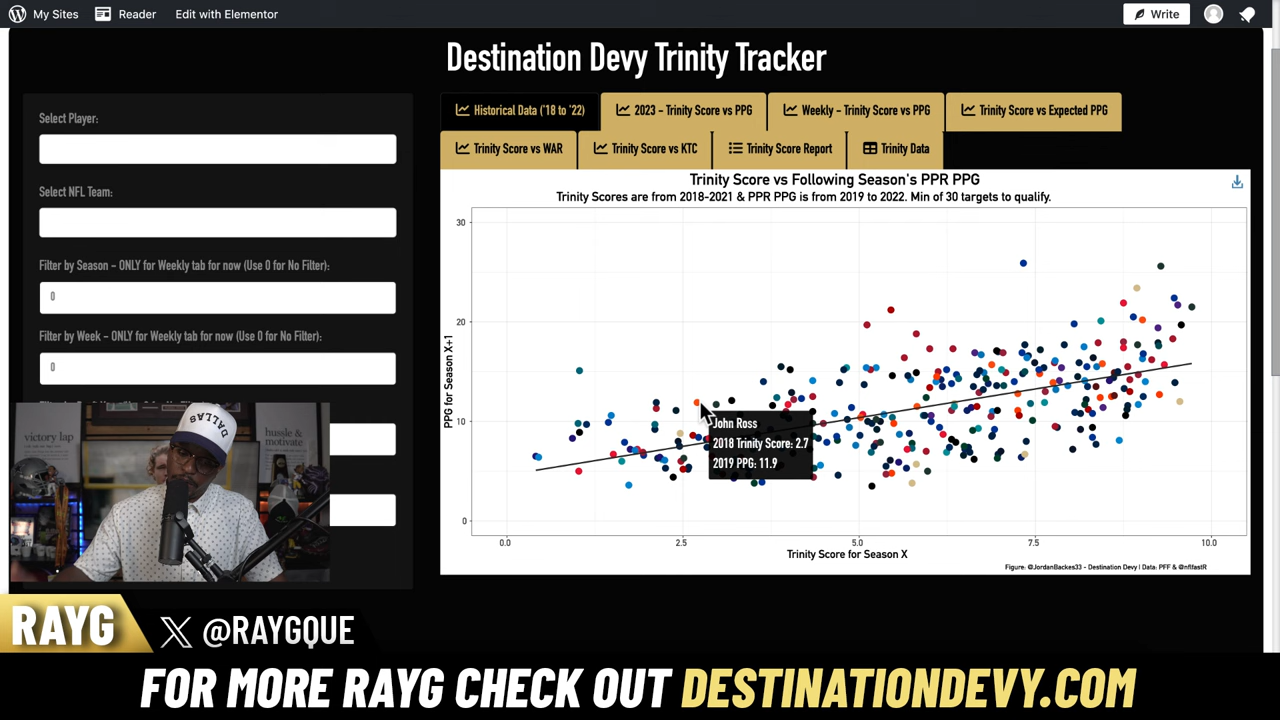 My Sites
Reader
Edit with Elementor
Write
Destination Devy Trinity Tracker
Select Player:
Select NFL Team:
Filter by Season - ONLY for Weekly tab for now (Use 0 for No Filter):
0
Filter by Week - ONLY for Weekly tab for now (Use 0 for No Filter):
0
Historical Data ('18 to '22)
2023 - Trinity Score vs PPG
Weekly - Trinity Score vs PPG
Trinity Score vs Expected PPG
Trinity Score vs WAR
Trinity Score vs KTC
Trinity Score Report
Trinity Data
Trinity Score vs Following Season's PPR PPG
Trinity Scores are from 2018-2021 & PPR PPG is from 2019 to 2022. Min of 30 targets to qualify.
PPG for Season X+1
30
20
10
0
John Ross
2018 Trinity Score: 2.7
2019 PPG: 11.9
0.0
2.5
5.0
7.5
10.0
Trinity Score for Season X
Figure: @JordanBackes33 - Destination Devy | Data: PFF & @nflfastR
victory lap
hustle &
motivate
DALLAS
RAYG
X @RAYGQUE
FOR MORE RAYG CHECK OUT DESTINATIONDEVY.COM